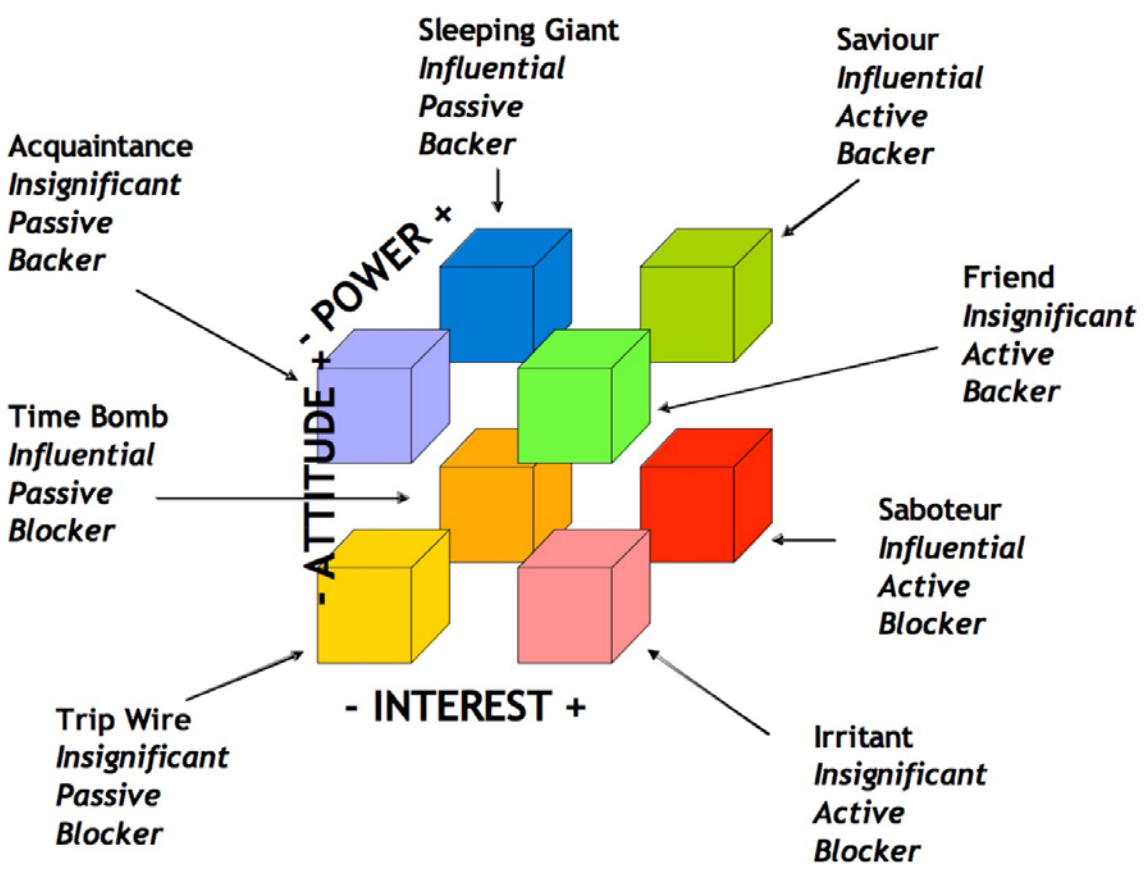 Sleeping Giant
Influential
Passive
Backer
Saviour
Influential
Active
Backer
Acquaintance
Insignificant
Passive
Backer
- POWER +
Friend
Insignificant
Active
Backer
- ATTITUDE +
Time Bomb
Influential
Passive
Blocker
Saboteur
Influential
Active
Blocker
- INTEREST +
Trip Wire
Insignificant
Passive
Blocker
Irritant
Insignificant
Active
Blocker